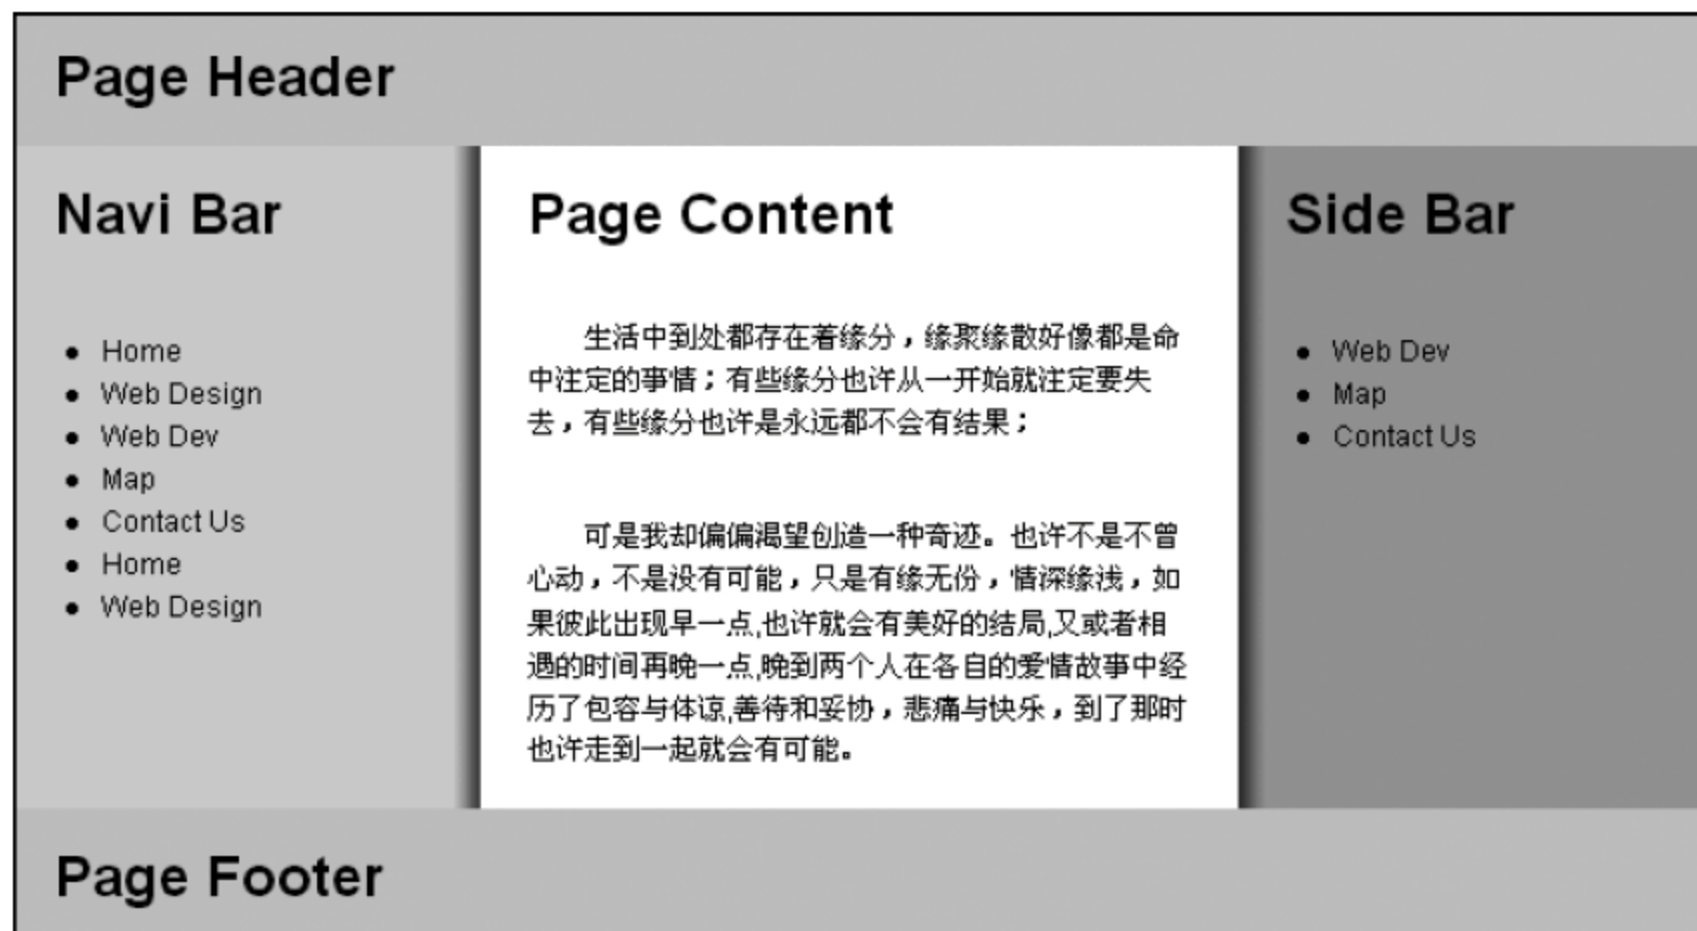 Page Header
Navi Bar
Home
Web Design
Web Dev
Map
Contact Us
Home
Web Design
Page Content
生活中到处都存在着缘分，缘聚缘散好像都是命
中注定的事情；有些缘分也许从一开始就注定要失
去，有些缘分也许是永远都不会有结果；
可是我却偏偏渴望创造一种奇迹。也许不是不曾
心动，不是没有可能，只是有缘无份，情深缘浅，如
果彼此出现早一点,也许就会有美好的结局,又或者相
遇的时间再晚一点,晚到两个人在各自的爱情故事中经
历了包容与体谅,善待和妥协，悲痛与快乐，到了那时
也许走到一起就会有可能。
Side Bar
Web Dev
Map
Contact Us
Page Footer